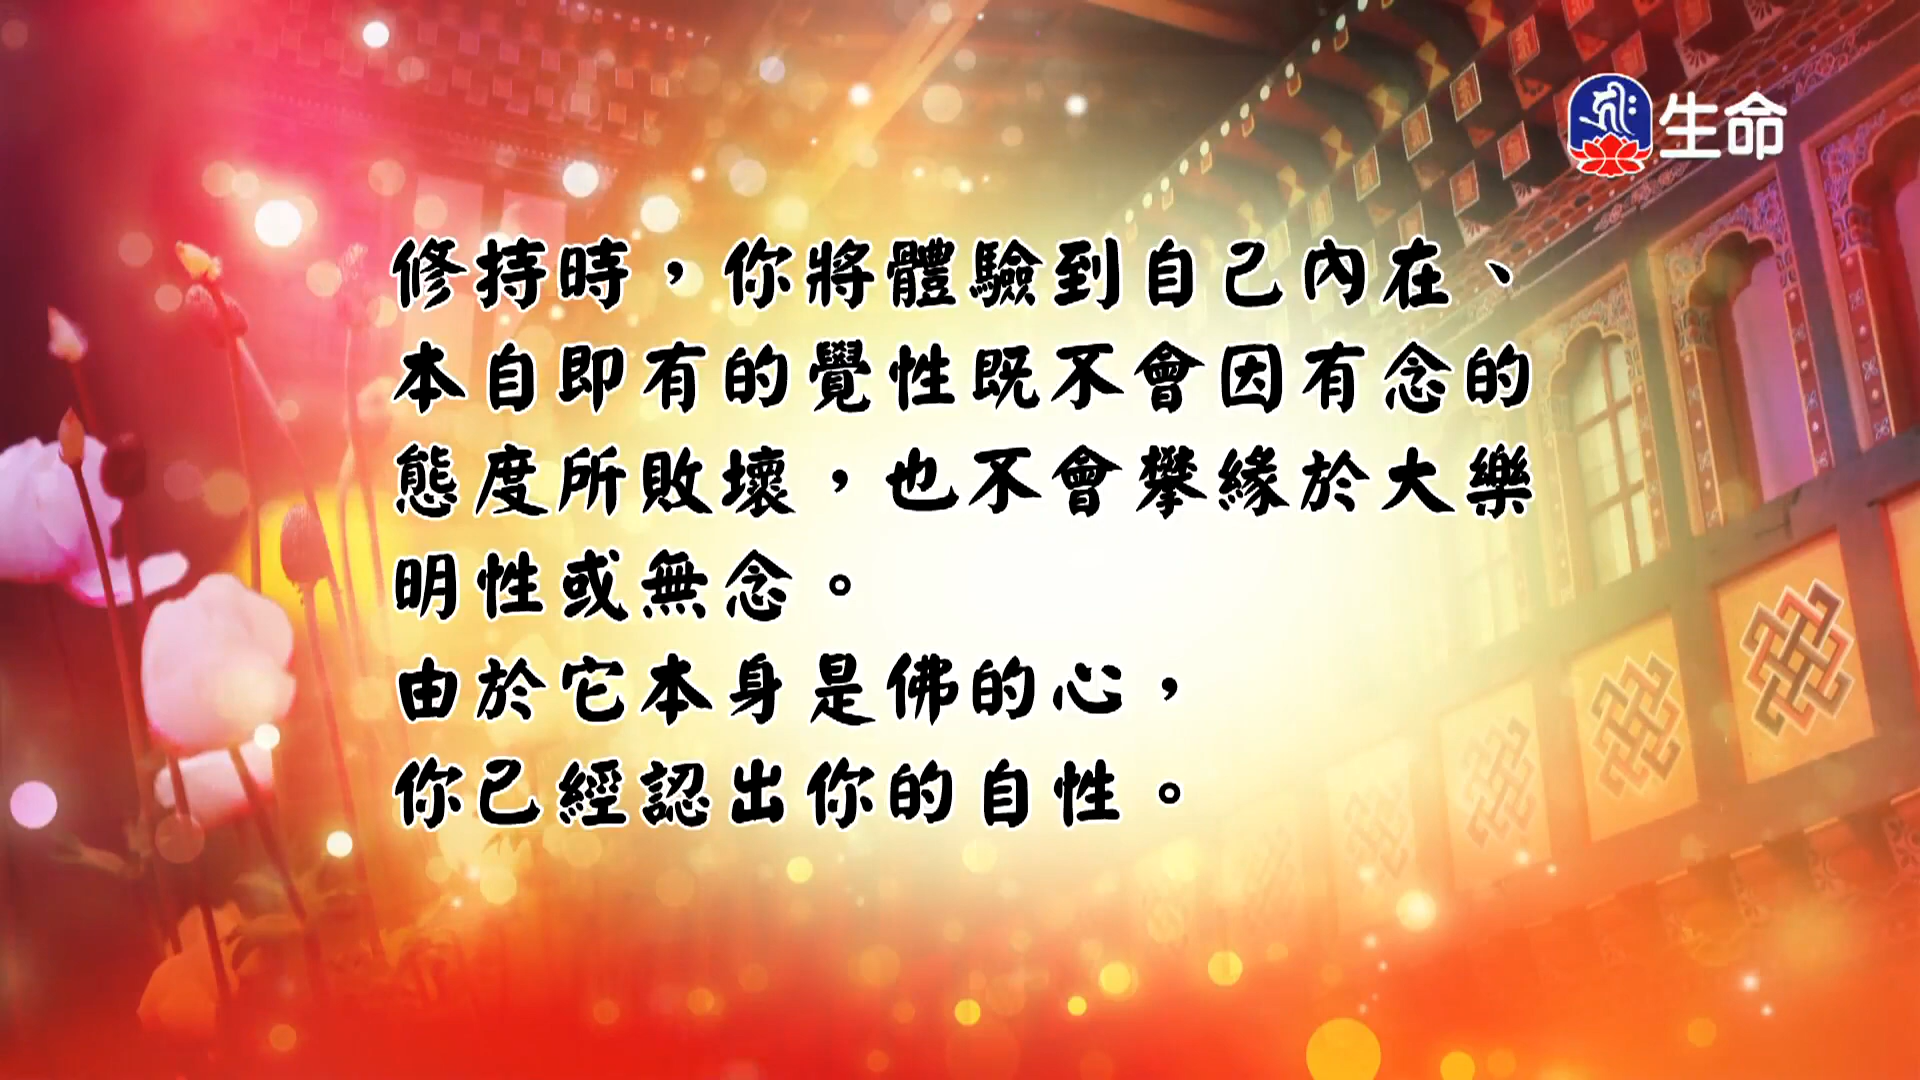 生命
修持時，你將體驗到自己內在、
本自即有的覺性既不會因有念的
態度所敗壞，也不會攀緣於大樂
明性或無念。
由於它本身是佛的心，
你已經認出你的自性。